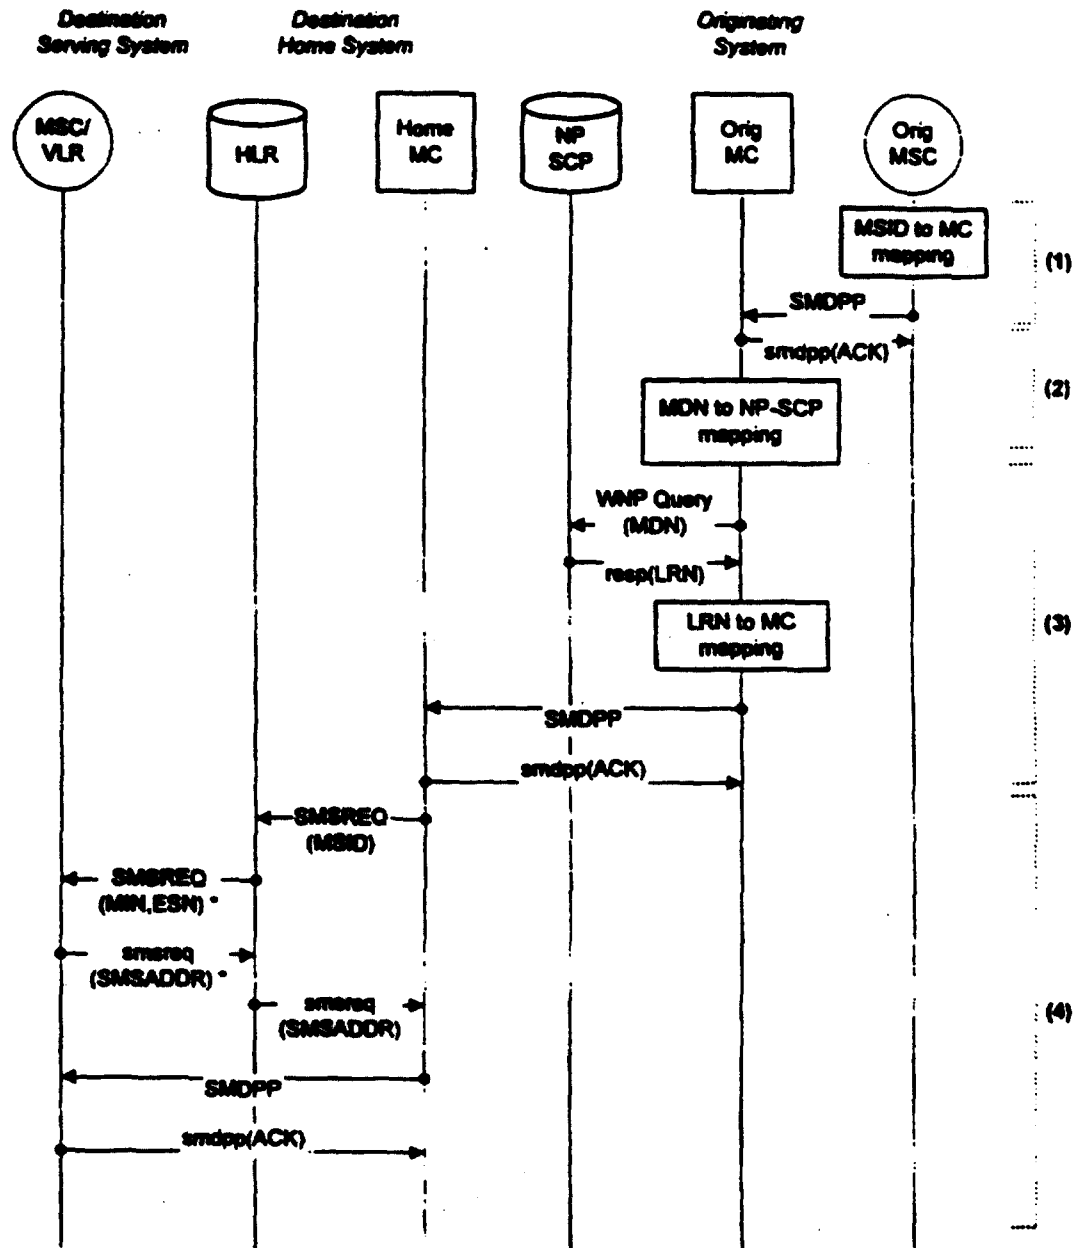 Destination
Serving System
Destination
Home System
Originating
System
MSC/
VLR
HLR
Home
MC
NP
SCP
Orig
MC
Orig
MSC
MSID to MC
mapping
(1)
SMDPP
smdpp(ACK)
(2)
MDN to NP-SCP
mapping
WNP Query
(MDN)
resp(LRN)
LRN to MC
mapping
(3)
SMDPP
smdpp(ACK)
SMSREQ
(MSID)
SMSREQ
(MIN,ESN) *
smsreq
(SMSADDR) *
smsreq
(SMSADDR)
(4)
SMDPP
smdpp(ACK)